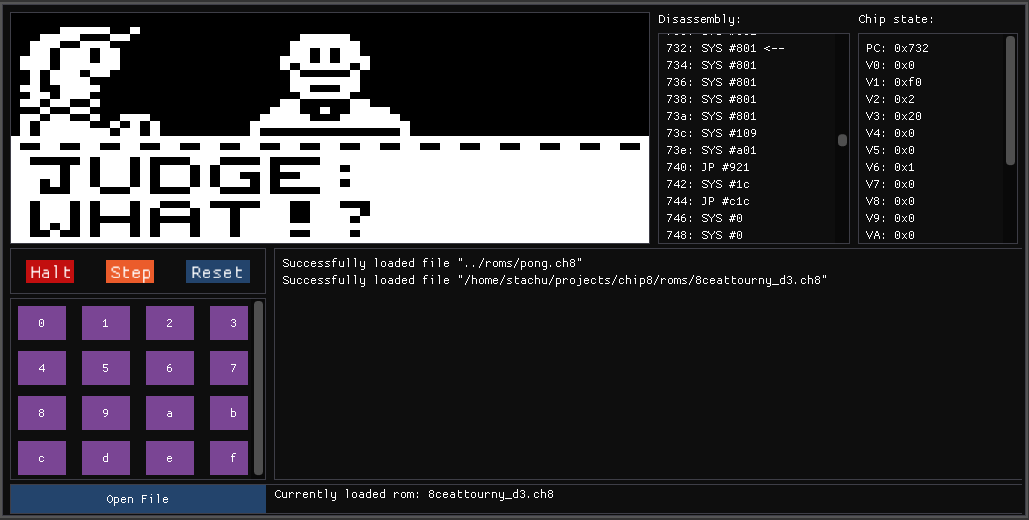 Disassembly:
Chip state:
732: SYS #801 <--
734: SYS #801
736: SYS #801
738: SYS #801
73a: SYS #801
73c: SYS #109
73e: SYS #a01
740: JP #921
742: SYS #1c
744: JP #c1c
746: SYS #0
748: SYS #0
PC: 0x732
V0: 0x0
V1: 0xf0
V2: 0x2
V3: 0x20
V4: 0x0
V5: 0x0
V6: 0x1
V7: 0x0
V8: 0x0
V9: 0x0
VA: 0x0
JUDGE:
WHAT!?
Halt
Step
Reset
Successfully loaded file "../roms/pong.ch8"
Successfully loaded file "/home/stachu/projects/chip8/roms/8ceattourny_d3.ch8"
0 1 2 3
4 5 6 7
8 9 a b
c d e f
Open File
Currently loaded rom: 8ceattourny_d3.ch8